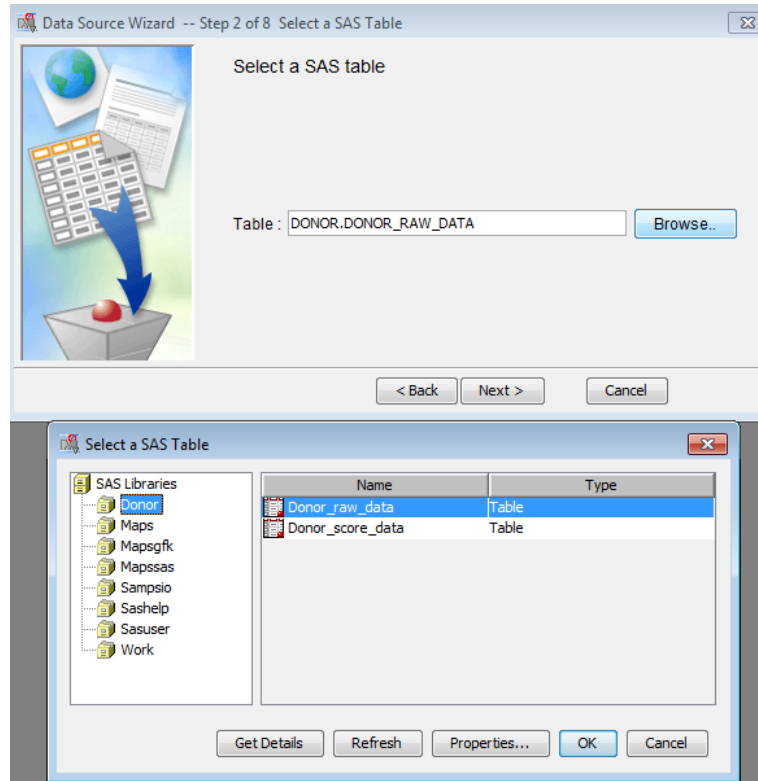 Data Source Wizard -- Step 2 of 8 Select a SAS Table
Select a SAS table
Table : DONOR.DONOR_RAW_DATA Browse..
< Back Next > Cancel
Select a SAS Table
SAS Libraries
Donor
Maps
Mapsgfk
Mapssas
Sampsio
Sashelp
Sasuser
Work
Name Type
Donor_raw_data Table
Donor_score_data Table
Get Details Refresh Properties... OK Cancel